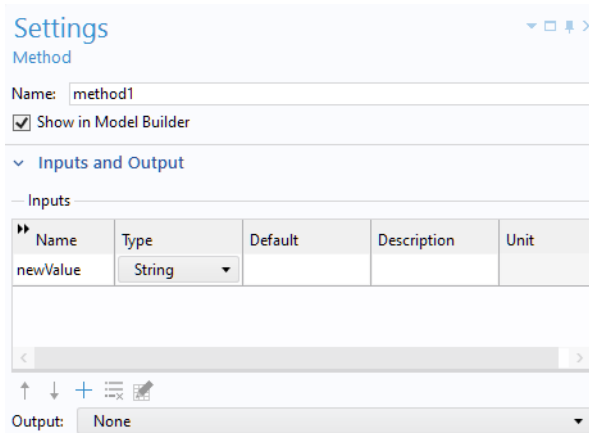 Settings
Method
Name: method1
Show in Model Builder
Inputs and Output
Inputs
Name Type Default Description Unit
newValue String
Output: None